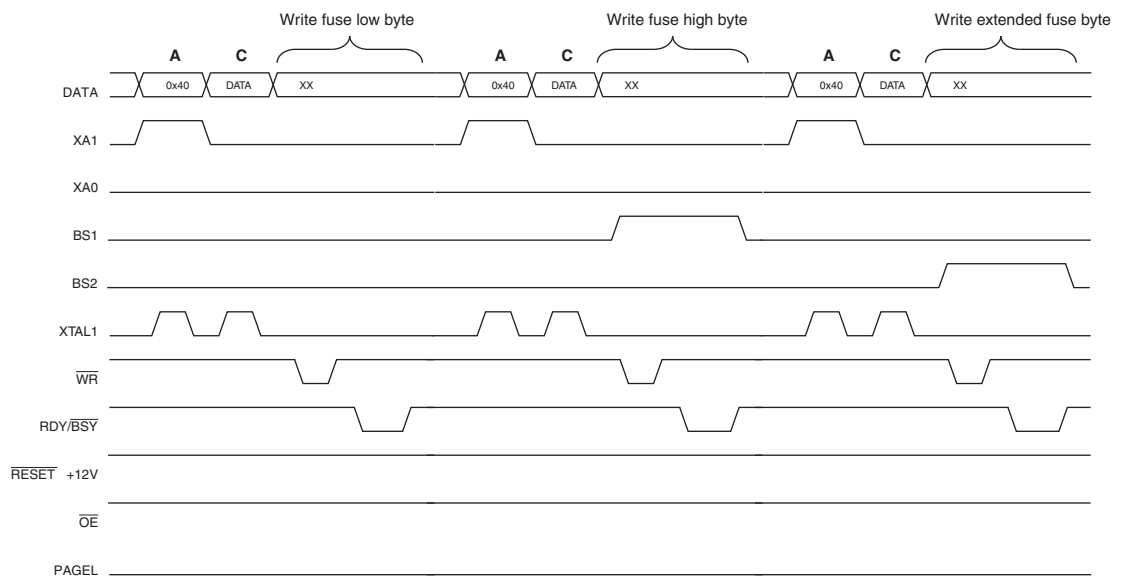 Write fuse low byte Write fuse high byte Write extended fuse byte
A C A C A C
DATA 0x40 DATA XX 0x40 DATA XX 0x40 DATA XX
XA1
XA0
BS1
BS2
XTAL1
WR
RDY/BSY
RESET +12V
OE
PAGEL